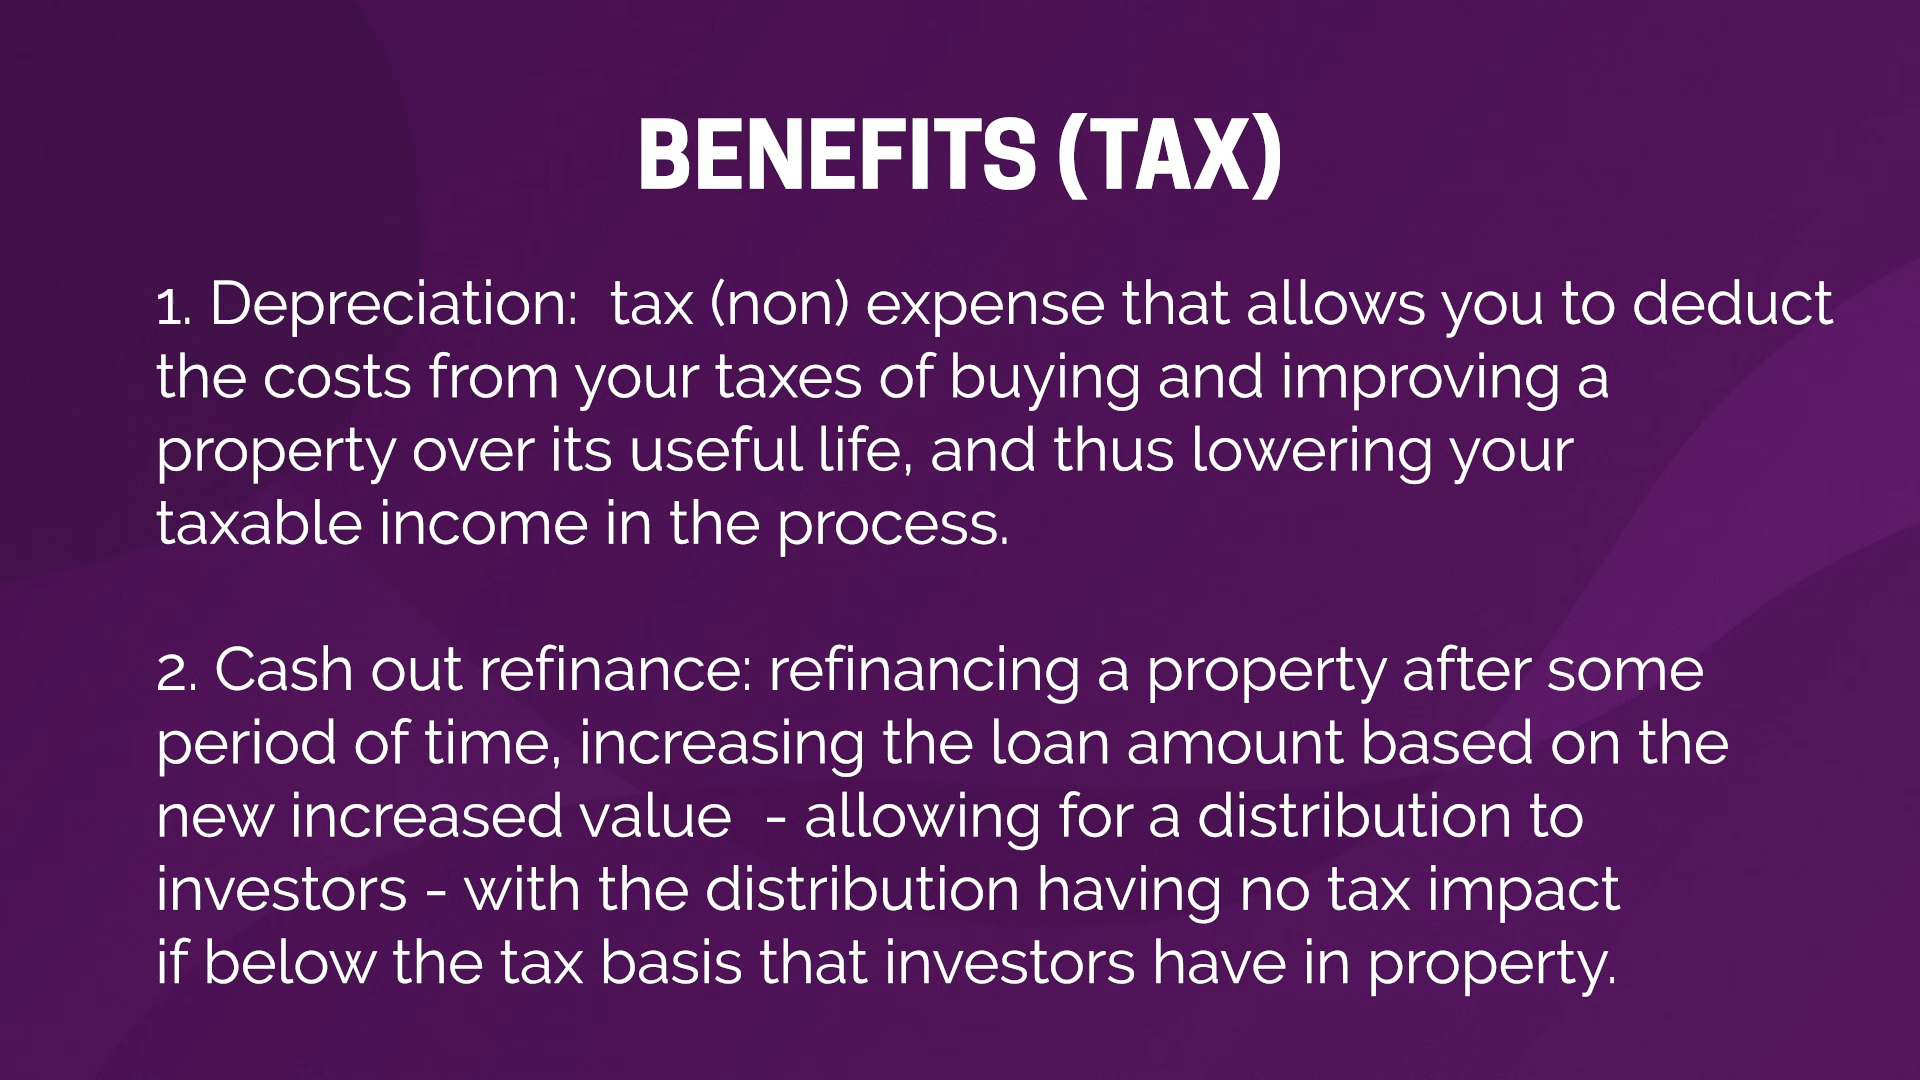 BENEFITS (TAX)
1. Depreciation:  tax (non) expense that allows you to deduct
the costs from your taxes of buying and improving a
property over its useful life, and thus lowering your
taxable income in the process.
2. Cash out refinance: refinancing a property after some
period of time, increasing the loan amount based on the
new increased value  - allowing for a distribution to
investors - with the distribution having no tax impact
if below the tax basis that investors have in property.